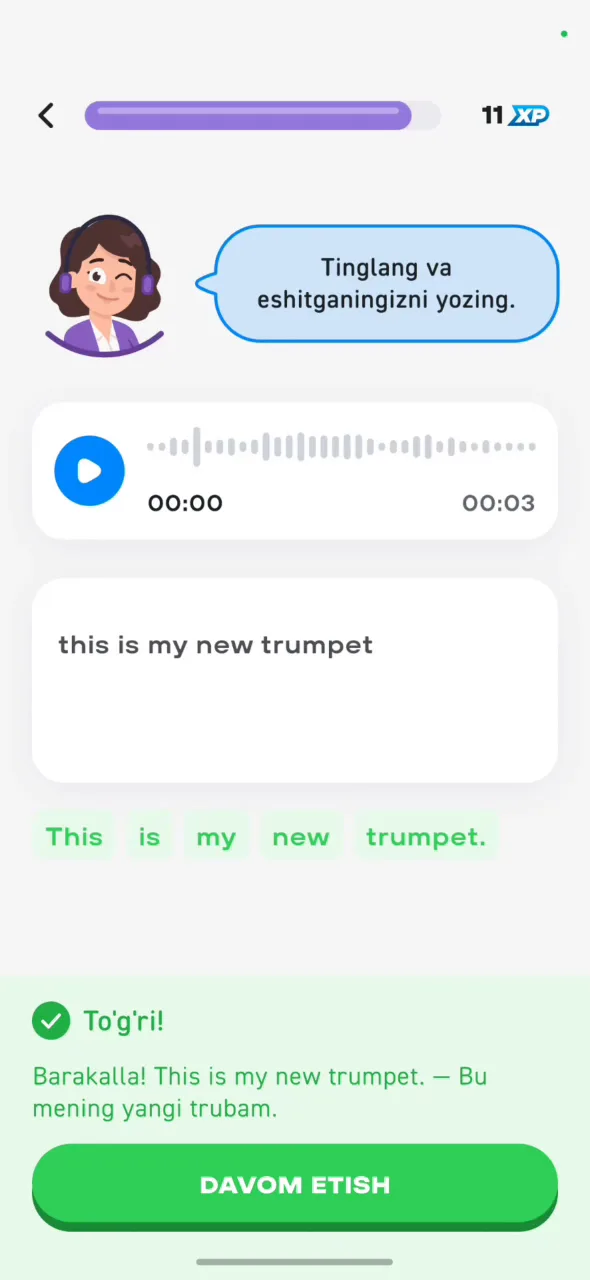 11 XP
Tinglang va
eshitganingizni yozing.
00:00 00:03
this is my new trumpet
This is my new trumpet.
To'g'ri!
Barakalla! This is my new trumpet. — Bu
mening yangi trubam.
DAVOM ETISH